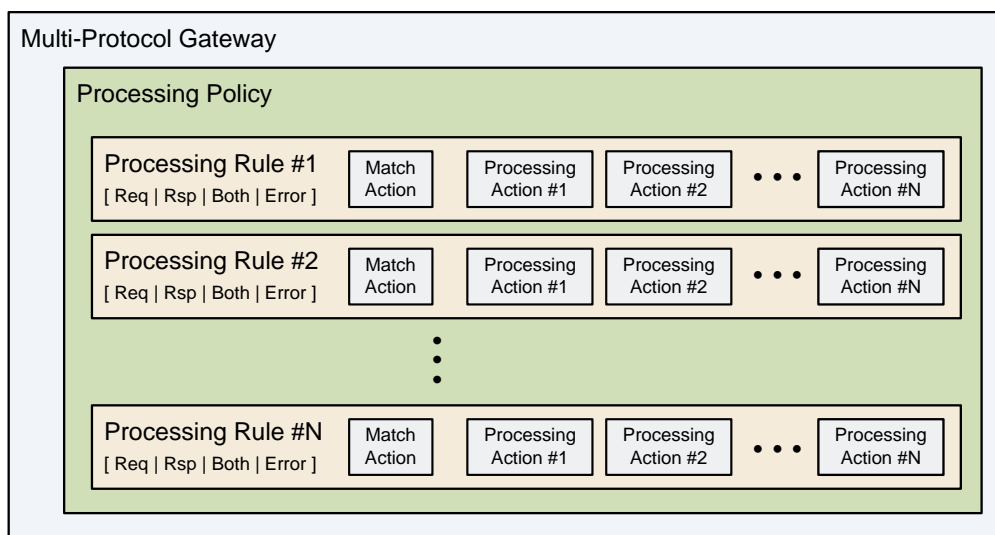 Multi-Protocol Gateway
Processing Policy
Processing Rule #1
[ Req | Rsp | Both | Error ]
Match
Action
Processing
Action #1
Processing
Action #2
• • •
Processing
Action #N
Processing Rule #2
[ Req | Rsp | Both | Error ]
Match
Action
Processing
Action #1
Processing
Action #2
• • •
Processing
Action #N
Processing Rule #N
[ Req | Rsp | Both | Error ]
Match
Action
Processing
Action #1
Processing
Action #2
• • •
Processing
Action #N